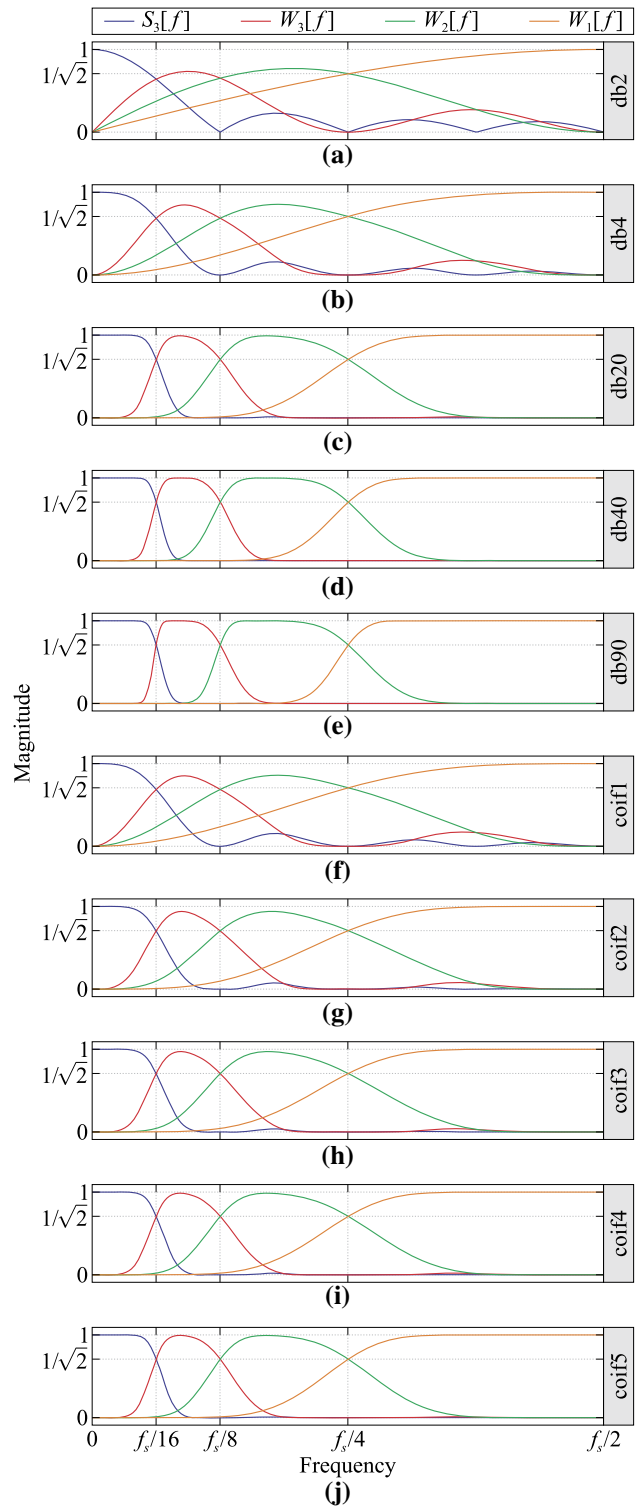 S₃[f] W₃[f] W₂[f] W₁[f]
1
1/√2
0
db2
(a)
1
1/√2
0
db4
(b)
1
1/√2
0
db20
(c)
1
1/√2
0
db40
(d)
1
1/√2
0
db90
(e)
Magnitude
1
1/√2
0
coif1
(f)
1
1/√2
0
coif2
(g)
1
1/√2
0
coif3
(h)
1
1/√2
0
coif4
(i)
1
1/√2
0
coif5
0 fₛ/16 fₛ/8 fₛ/4 fₛ/2
Frequency
(j)